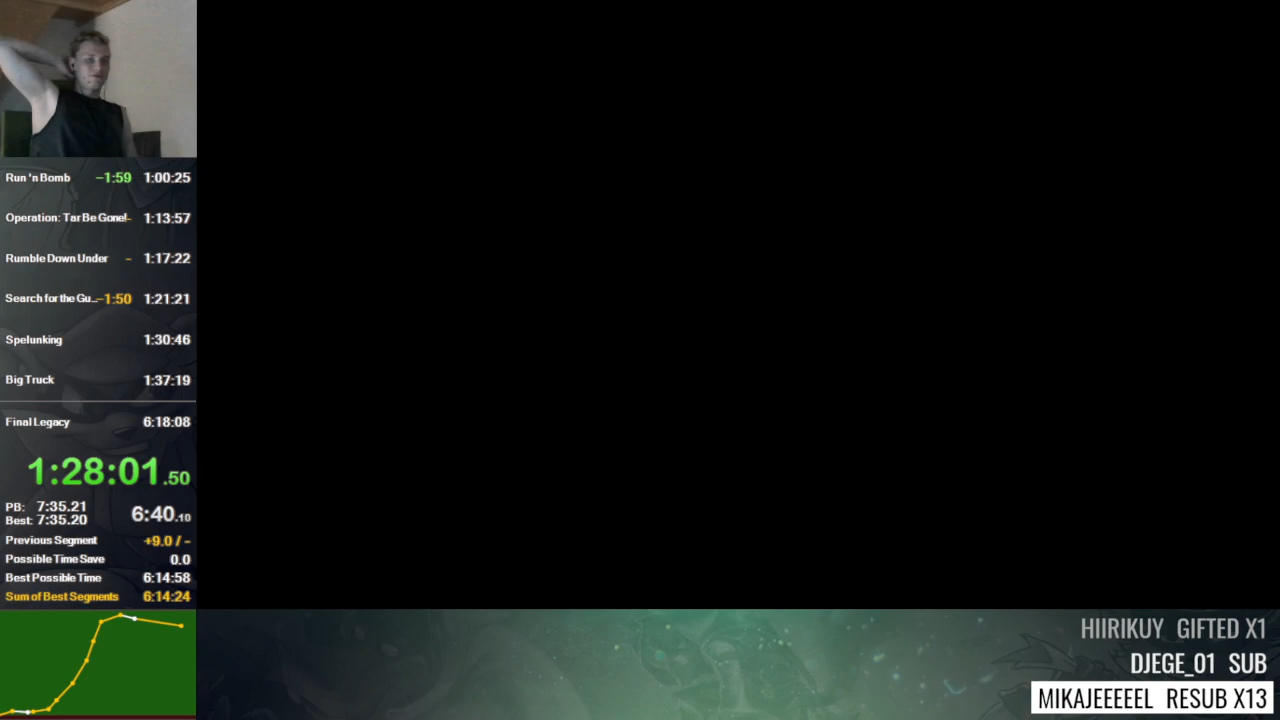 Run 'n Bomb −1:59 1:00:25
Operation: Tar Be Gone! - 1:13:57
Rumble Down Under - 1:17:22
Search for the Gu... −1:50 1:21:21
Spelunking 1:30:46
Big Truck 1:37:19
Final Legacy 6:18:08
1:28:01.50
PB: 7:35.21
Best: 7:35.20 6:40.10
Previous Segment +9.0 / -
Possible Time Save 0.0
Best Possible Time 6:14:58
Sum of Best Segments 6:14:24
HIIRIKUY GIFTED X1
DJEGE_01 SUB
MIKAJEEEEEL RESUB X13